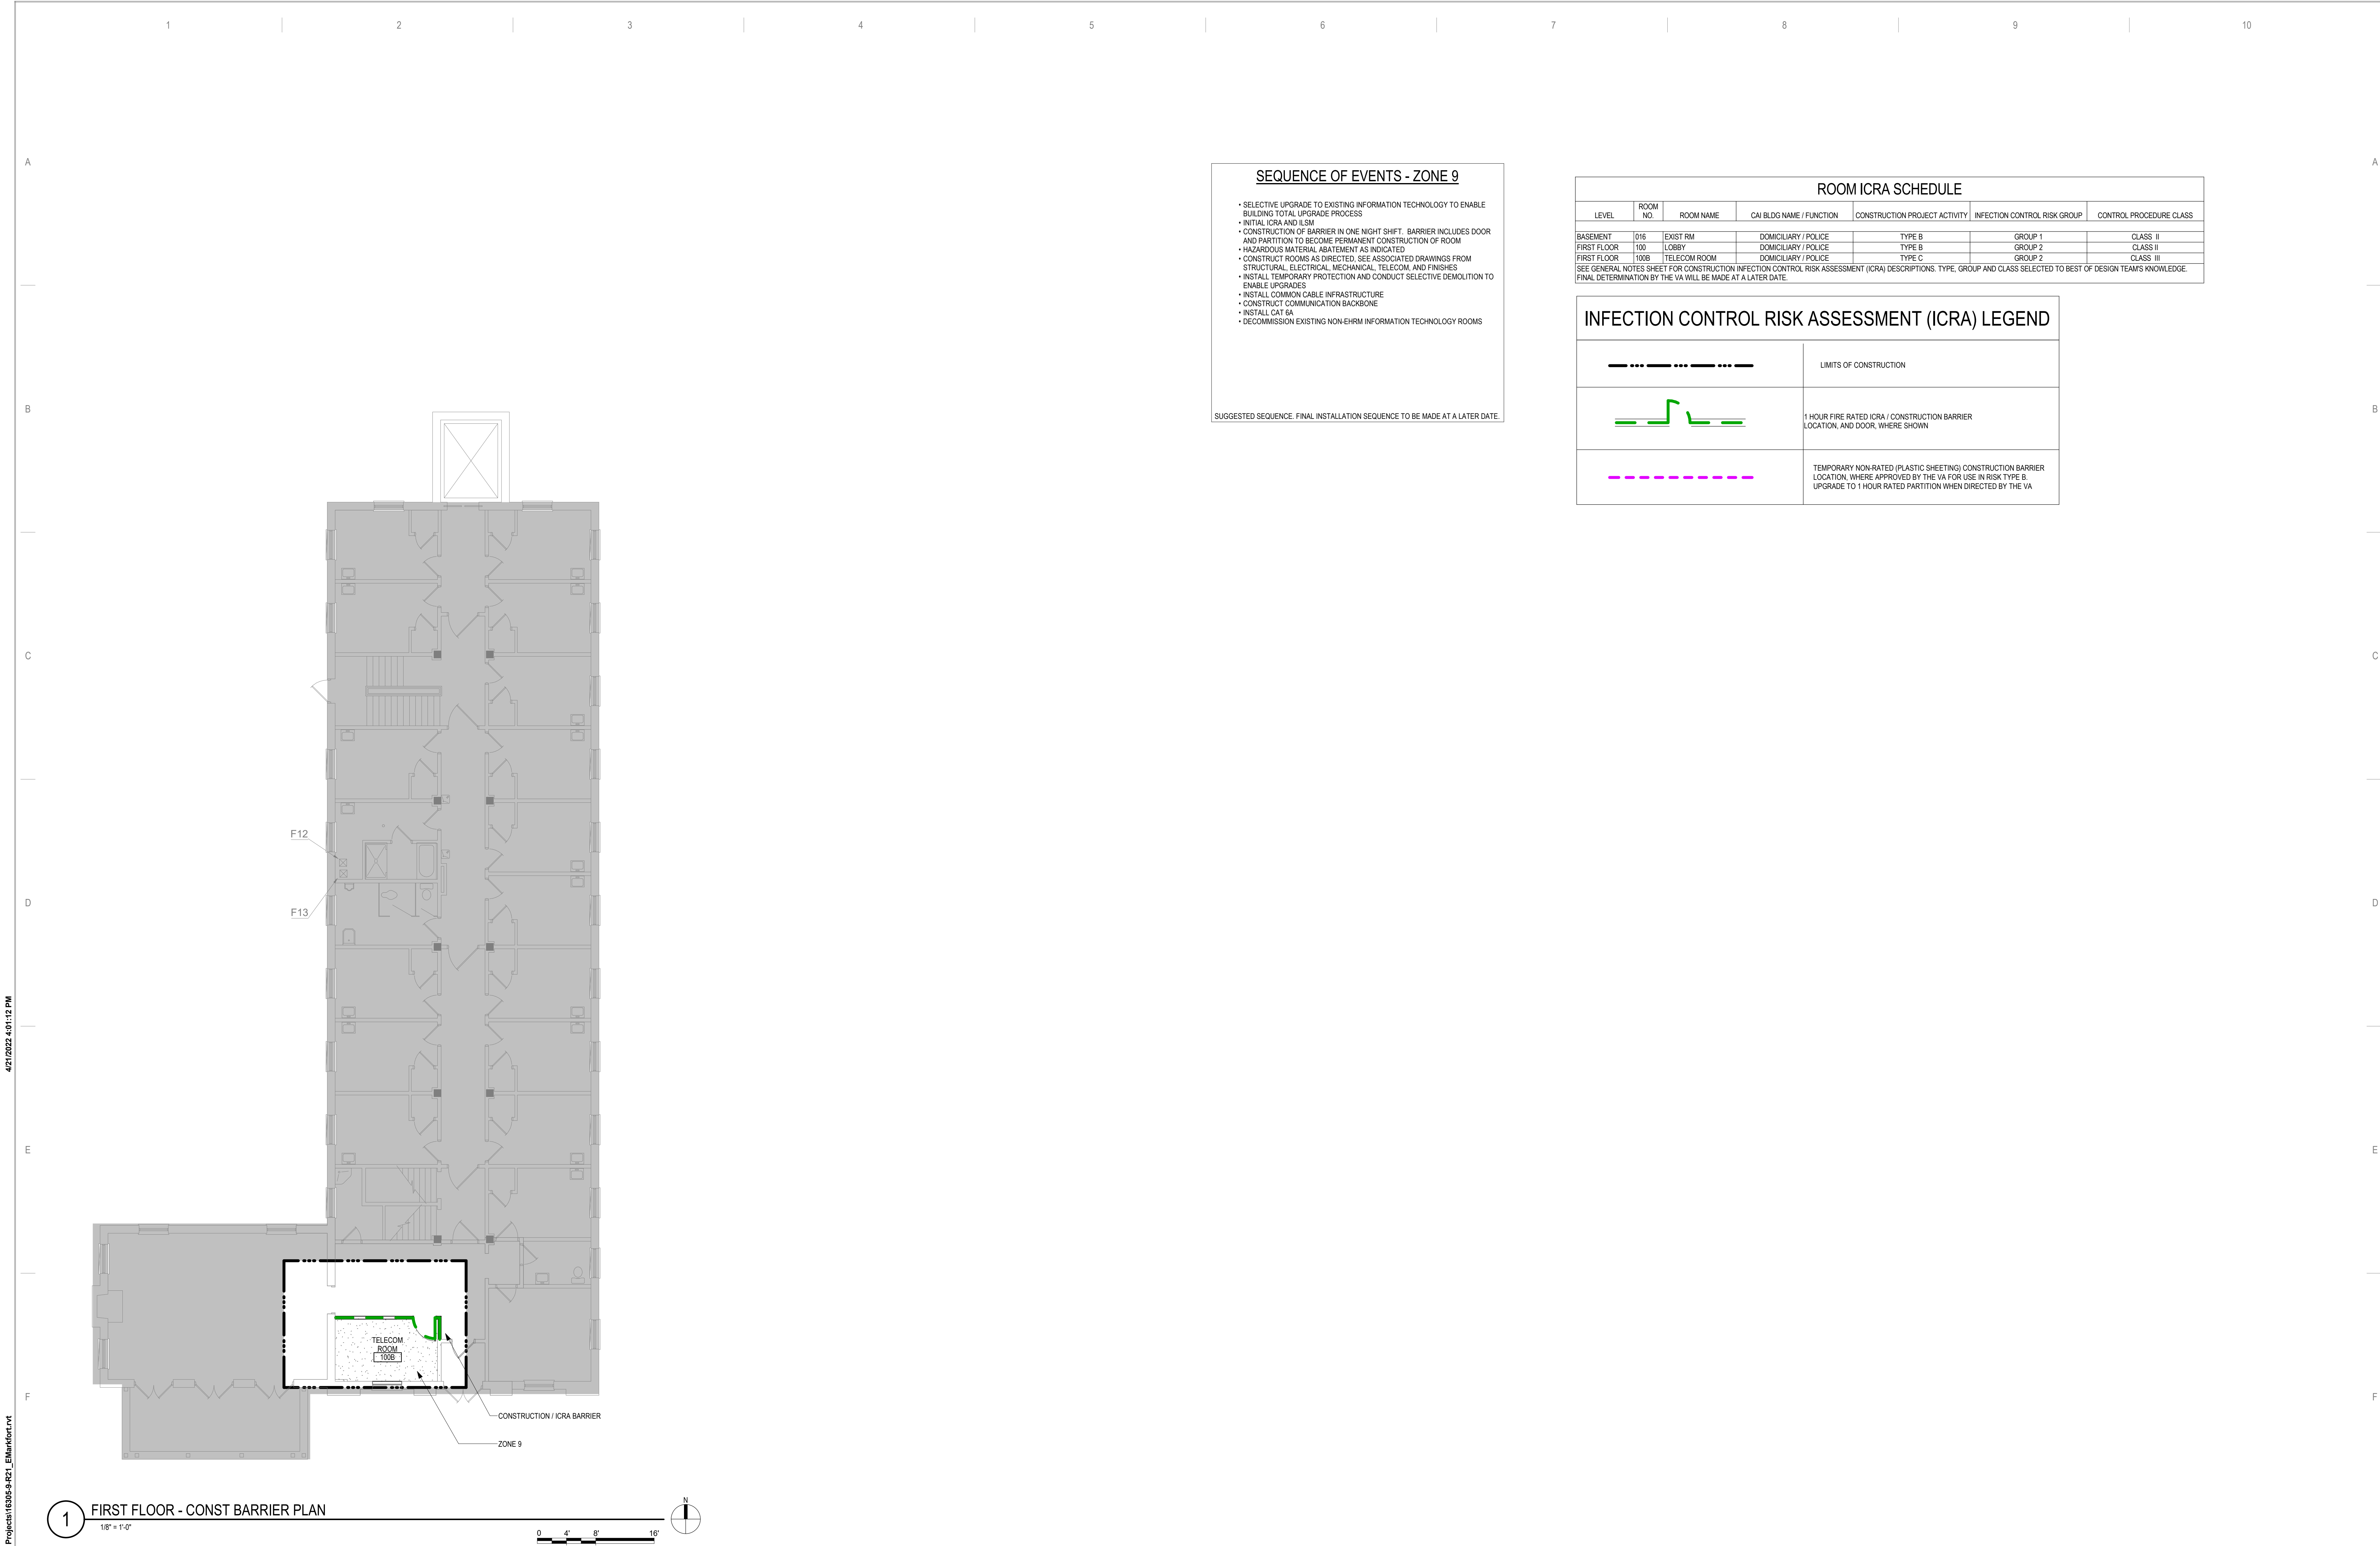 1 2 3 4 5 6 7 8 9 10
A A
SEQUENCE OF EVENTS - ZONE 9
• SELECTIVE UPGRADE TO EXISTING INFORMATION TECHNOLOGY TO ENABLE
BUILDING TOTAL UPGRADE PROCESS
• INITIAL ICRA AND ILSM
• CONSTRUCTION OF BARRIER IN ONE NIGHT SHIFT. BARRIER INCLUDES DOOR
AND PARTITION TO BECOME PERMANENT CONSTRUCTION OF ROOM
• HAZARDOUS MATERIAL ABATEMENT AS INDICATED
• CONSTRUCT ROOMS AS DIRECTED. SEE ASSOCIATED DRAWINGS FROM
STRUCTURAL, ELECTRICAL, MECHANICAL, TELECOM, AND FINISHES
• INSTALL TEMPORARY PROTECTION AND CONDUCT SELECTIVE DEMOLITION TO
ENABLE UPGRADES
• INSTALL COMMON CABLE INFRASTRUCTURE
• CONSTRUCT COMMUNICATION BACKBONE
• INSTALL CAT 6A
• DECOMMISSION EXISTING NON-EHRM INFORMATION TECHNOLOGY ROOMS
SUGGESTED SEQUENCE. FINAL INSTALLATION SEQUENCE TO BE MADE AT A LATER DATE.
ROOM ICRA SCHEDULE
LEVEL ROOM NO. ROOM NAME CAI BLDG NAME / FUNCTION CONSTRUCTION PROJECT ACTIVITY INFECTION CONTROL RISK GROUP CONTROL PROCEDURE CLASS
BASEMENT 016 EXIST RM DOMICILIARY / POLICE TYPE B GROUP 1 CLASS II
FIRST FLOOR 100 LOBBY DOMICILIARY / POLICE TYPE B GROUP 2 CLASS II
FIRST FLOOR 100B TELECOM ROOM DOMICILIARY / POLICE TYPE C GROUP 2 CLASS III
SEE GENERAL NOTES SHEET FOR CONSTRUCTION INFECTION CONTROL RISK ASSESSMENT (ICRA) DESCRIPTIONS. TYPE, GROUP AND CLASS SELECTED TO BEST OF DESIGN TEAM'S KNOWLEDGE.
FINAL DETERMINATION BY THE VA WILL BE MADE AT A LATER DATE.
INFECTION CONTROL RISK ASSESSMENT (ICRA) LEGEND
LIMITS OF CONSTRUCTION
1 HOUR FIRE RATED ICRA / CONSTRUCTION BARRIER
LOCATION, AND DOOR, WHERE SHOWN
TEMPORARY NON-RATED (PLASTIC SHEETING) CONSTRUCTION BARRIER
LOCATION, WHERE APPROVED BY THE VA FOR USE IN RISK TYPE B.
UPGRADE TO 1 HOUR RATED PARTITION WHEN DIRECTED BY THE VA
B B
C C
F12
D D
F13
E E
TELECOM
ROOM
100B
F F
CONSTRUCTION / ICRA BARRIER
ZONE 9
1 FIRST FLOOR - CONST BARRIER PLAN
1/8" = 1'-0"
N
0 4' 8' 16'
4/21/2022 4:01:12 PM
Projects\16305-9-R21_EMarkfort.rvt